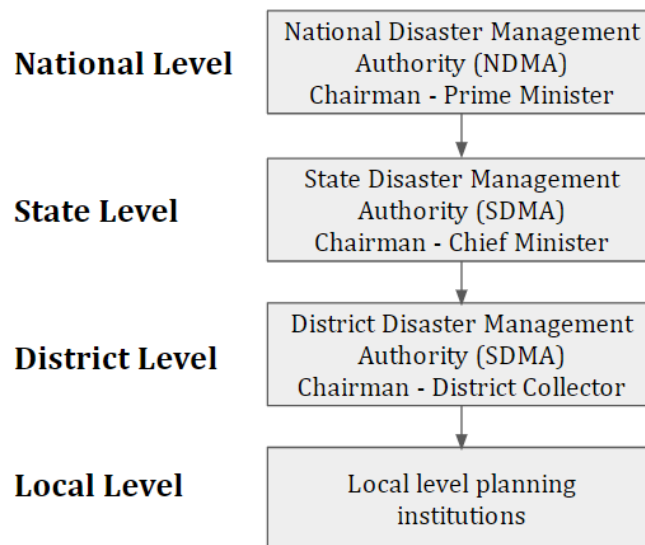 National Level
National Disaster Management
Authority (NDMA)
Chairman - Prime Minister
State Level
State Disaster Management
Authority (SDMA)
Chairman - Chief Minister
District Level
District Disaster Management
Authority (SDMA)
Chairman - District Collector
Local Level
Local level planning
institutions